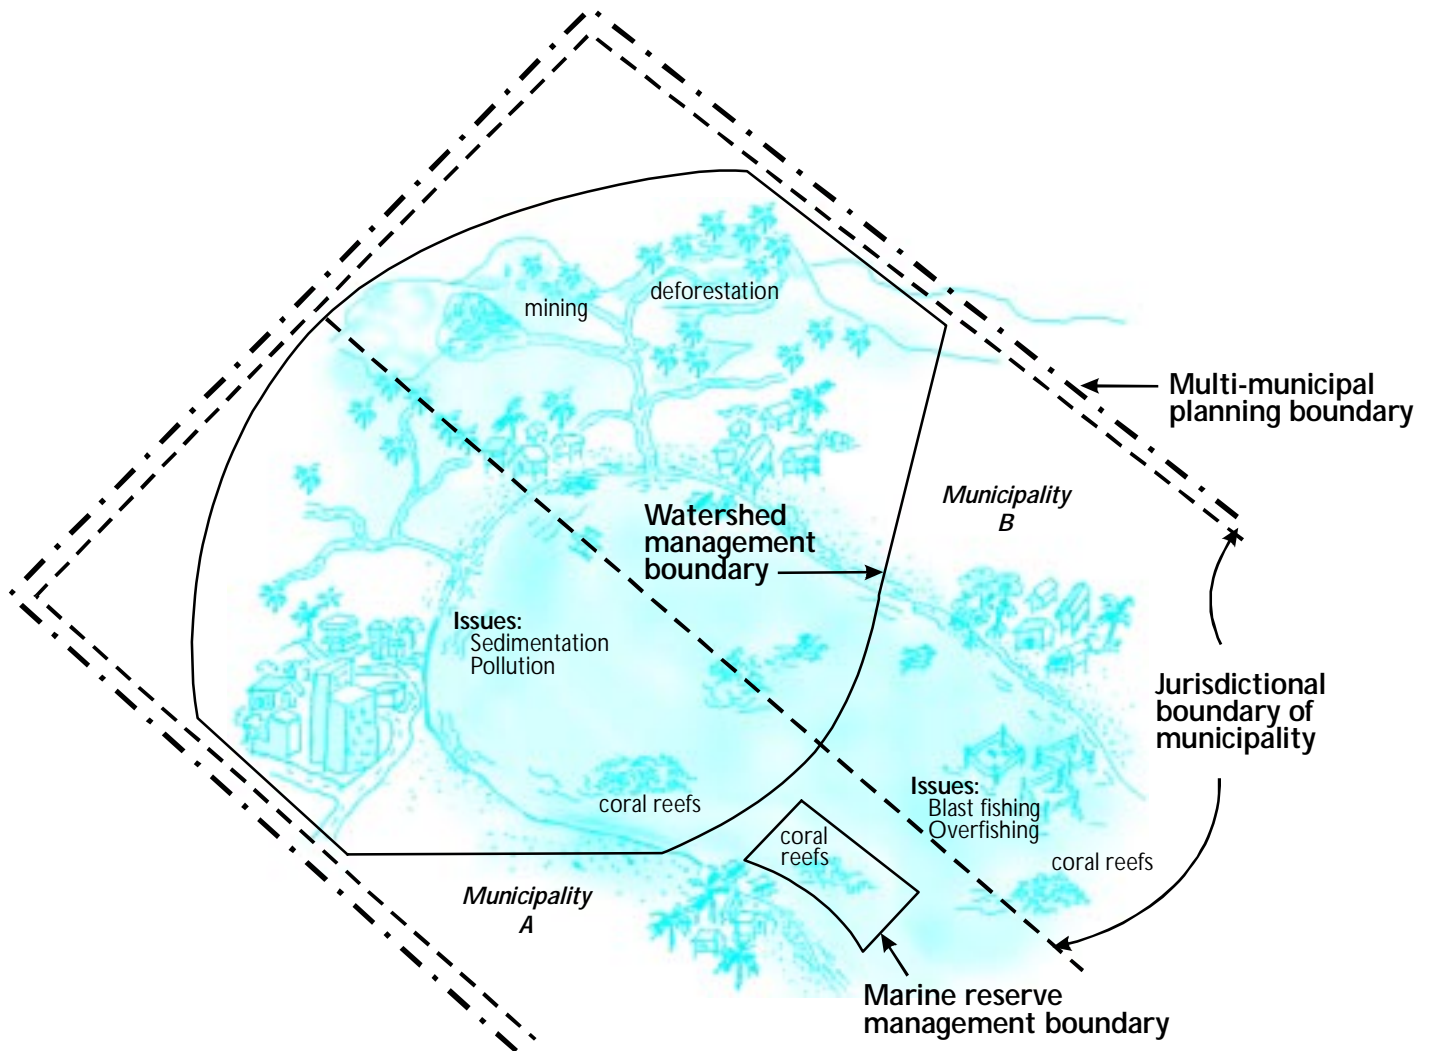 mining
deforestation
Multi-municipal
planning boundary
Municipality
B
Watershed
management
boundary
Issues:
Sedimentation
Pollution
Jurisdictional
boundary of
municipality
Issues:
Blast fishing
Overfishing
coral reefs
coral
reefs
coral reefs
Municipality
A
Marine reserve
management boundary